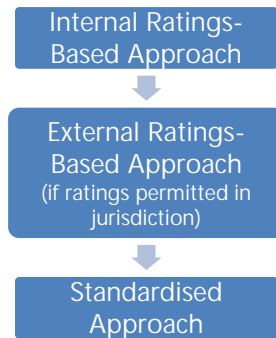 Internal Ratings-
Based Approach
External Ratings-
Based Approach
(if ratings permitted in
jurisdiction)
Standardised
Approach